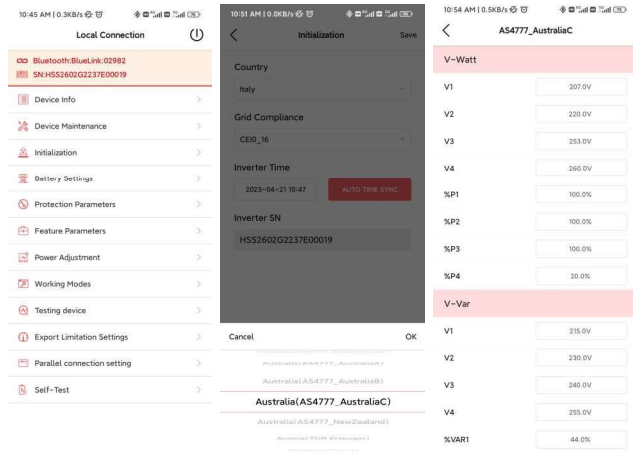 10:45 AM | 0.3KB/s
Local Connection
Bluetooth:BlueLink:02982
SN:HSS2602G2237E00019
Device Info
Device Maintenance
Initialization
Battery Settings
Protection Parameters
Feature Parameters
Power Adjustment
Working Modes
Testing device
Export Limitation Settings
Parallel connection setting
Self-Test
10:51 AM | 0.0KB/s
Initialization
Save
Country
Italy
Grid Compliance
CEI0_16
Inverter Time
2023-04-21 10:47
AUTO TIME SYNC
Inverter SN
HSS2602G2237E00019
Cancel
OK
Australia(AS4777_AustraliaA)
Australia(AS4777_AustraliaB)
Australia(AS4777_AustraliaC)
Australia(AS4777_NewZealand)
10:54 AM | 0.5KB/s
AS4777_AustraliaC
V-Watt
V1 207.0V
V2 220.0V
V3 253.0V
V4 260.0V
%P1 100.0%
%P2 100.0%
%P3 100.0%
%P4 20.0%
V-Var
V1 215.0V
V2 230.0V
V3 240.0V
V4 255.0V
%VAR1 44.0%